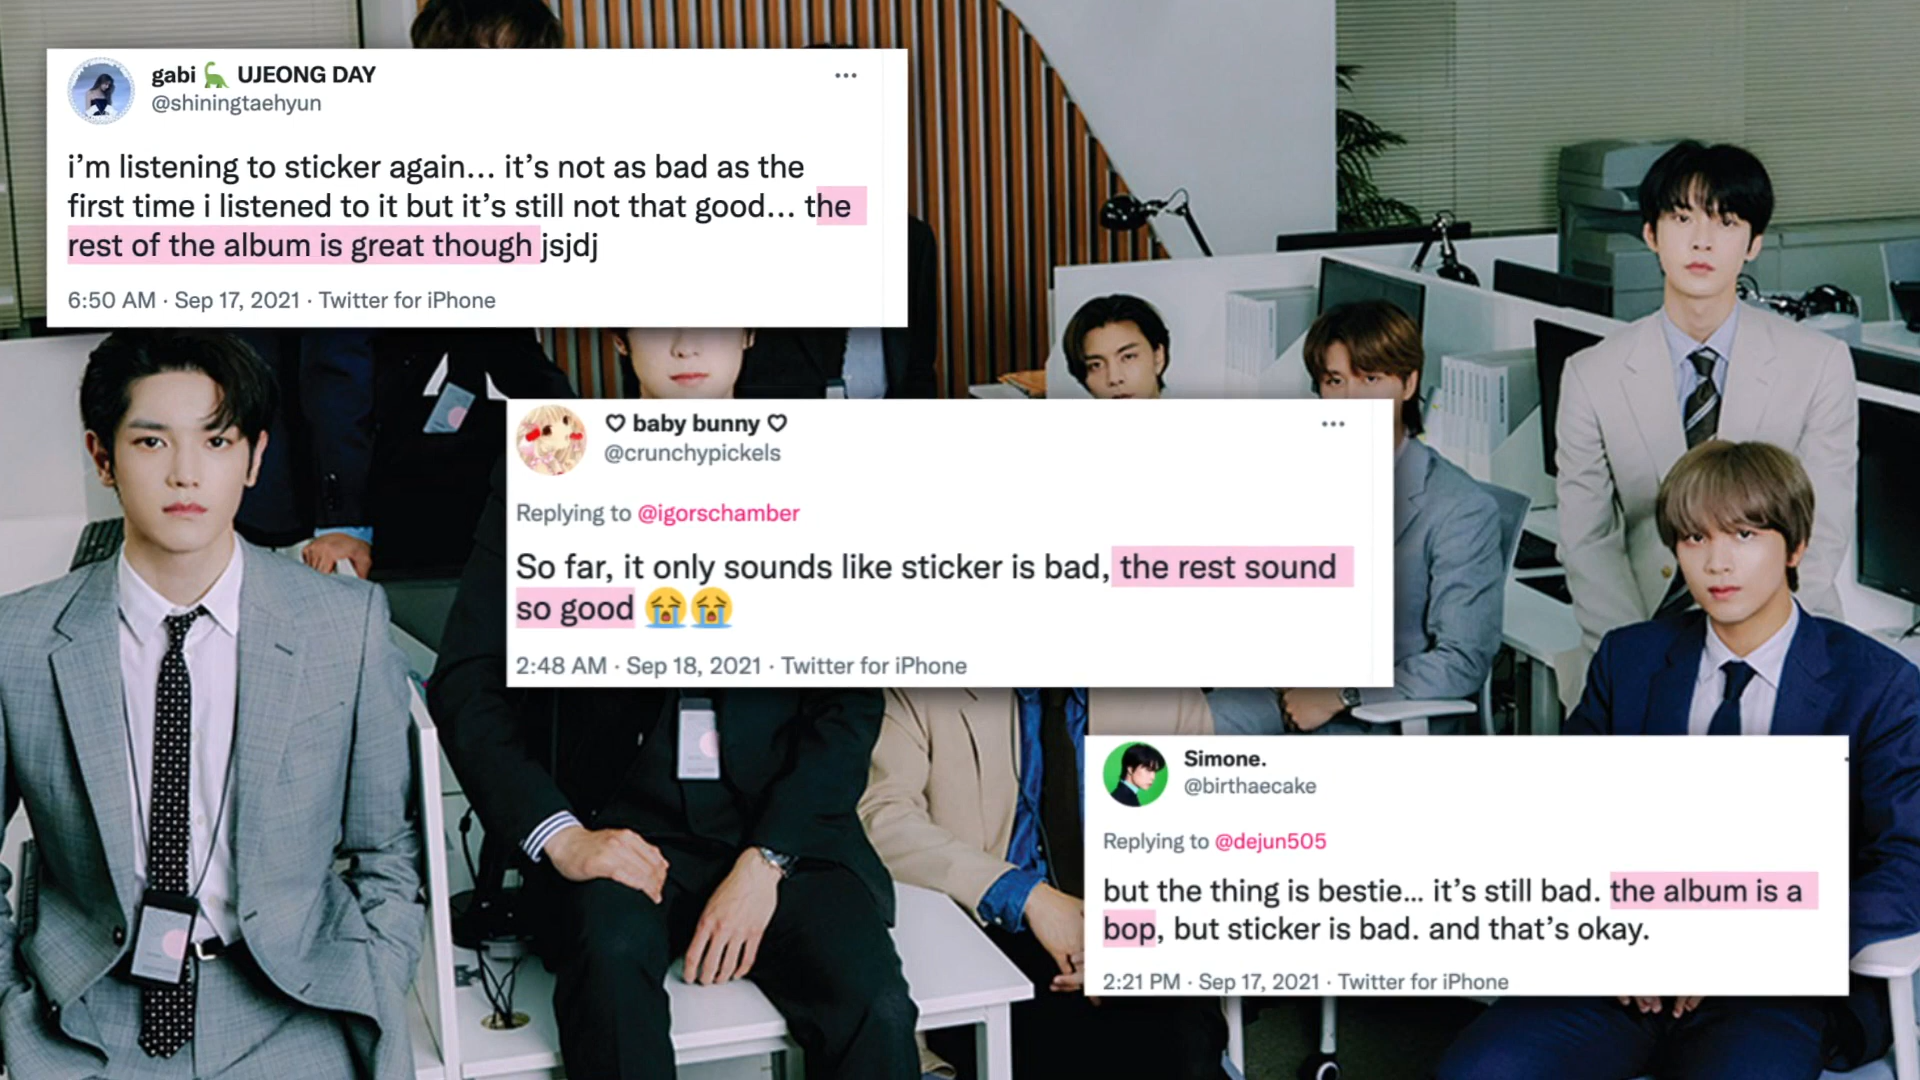 gabi 🦕 UJEONG DAY
@shiningtaehyun
i’m listening to sticker again... it’s not as bad as the
first time i listened to it but it’s still not that good... the
rest of the album is great though jsjdj
6:50 AM · Sep 17, 2021 · Twitter for iPhone
♡ baby bunny ♡
@crunchypickels
Replying to @igorschamber
So far, it only sounds like sticker is bad, the rest sound
so good 😭😭
2:48 AM · Sep 18, 2021 · Twitter for iPhone
Simone.
@birthaecake
Replying to @dejun505
but the thing is bestie... it’s still bad. the album is a
bop, but sticker is bad. and that’s okay.
2:21 PM · Sep 17, 2021 · Twitter for iPhone